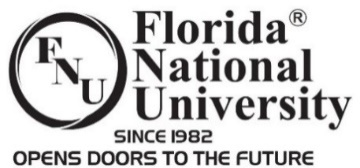 FNU
Florida®
National
University
SINCE 1982
OPENS DOORS TO THE FUTURE